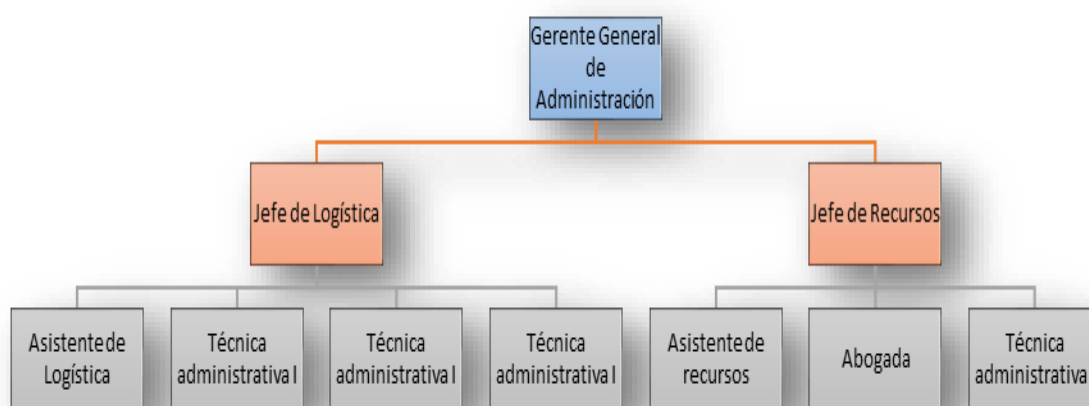 Gerente General
de
Administración
Jefe de Logística
Jefe de Recursos
Asistente de
Logística
Técnica
administrativa I
Técnica
administrativa I
Técnica
administrativa I
Asistente de
recursos
Abogada
Técnica
administrativa